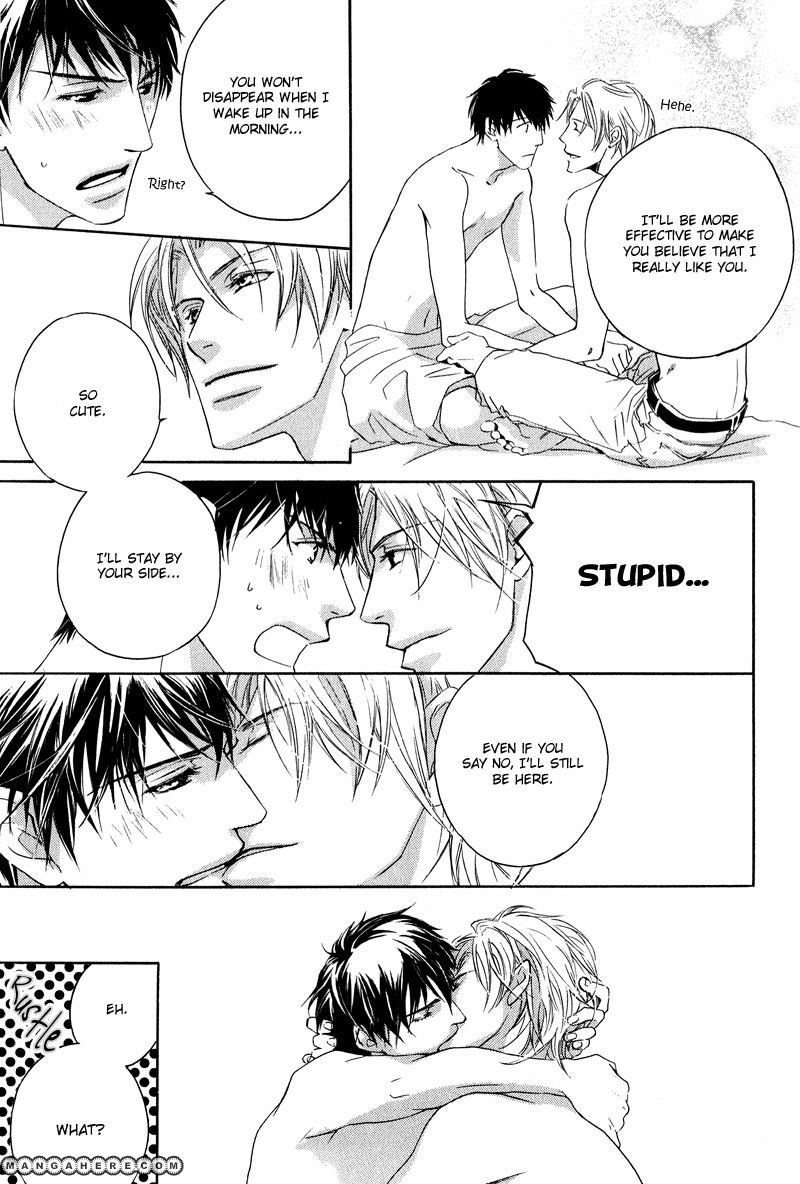 Hehe.
IT'LL BE MORE
EFFECTIVE TO MAKE
YOU BELIEVE THAT I
REALLY LIKE YOU.
YOU WON'T
DISAPPEAR WHEN I
WAKE UP IN THE
MORNING...
Right?
SO
CUTE.
STUPID...
I'LL STAY BY
YOUR SIDE...
EVEN IF YOU
SAY NO, I'LL STILL
BE HERE.
RUSTLE
EH.
WHAT?
MANGAHERE.COM